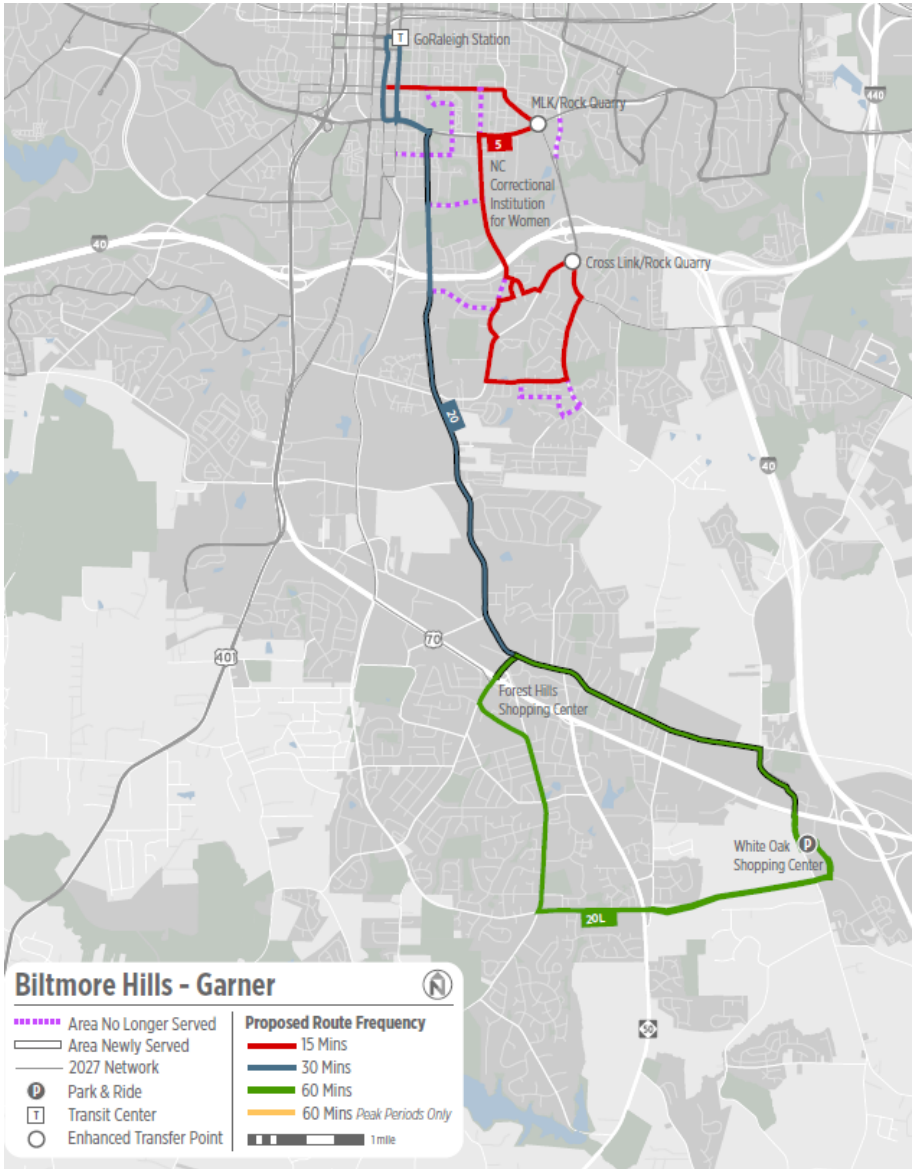 T
GoRaleigh Station
440
MLK/Rock Quarry
5
NC
Correctional
Institution
for Women
40
Cross Link/Rock Quarry
20
40
70
401
Forest Hills
Shopping Center
White Oak
Shopping Center
P
20L
50
Biltmore Hills - Garner
N
Area No Longer Served
Area Newly Served
2027 Network
P
Park & Ride
T
Transit Center
Enhanced Transfer Point
Proposed Route Frequency
15 Mins
30 Mins
60 Mins
60 Mins Peak Periods Only
1 mile